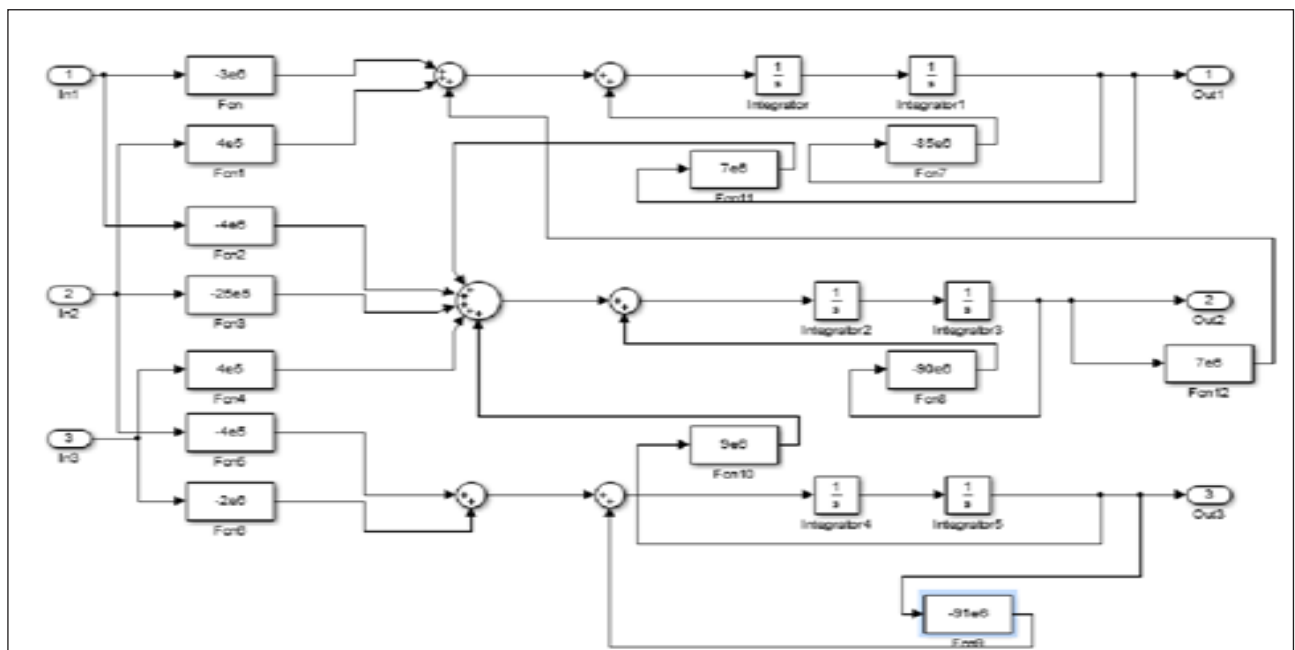 1
In1
-3e6
Fcn
1
s
Integrator
1
s
Integrator1
1
Out1
4e5
Fcn1
-85e6
Fcn7
7e6
Fcn11
-4e6
Fcn2
2
In2
Fcn3
1
s
Integrator2
1
s
Integrator3
2
Out2
4e5
Fcn4
-90e6
Fcn8
7e6
Fcn12
-4e5
Fcn5
3
In3
9e6
Fcn10
-2e6
Fcn6
1
s
Integrator4
1
s
Integrator5
3
Out3
-91e6
Fcn9